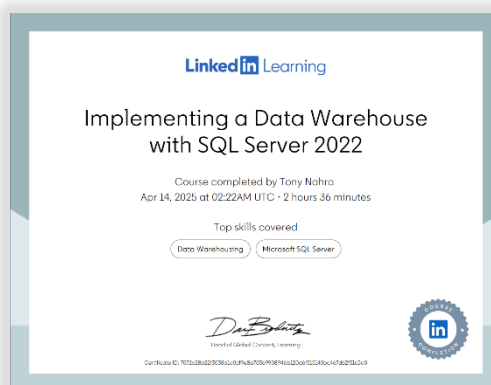 Linked in Learning
Implementing a Data Warehouse
with SQL Server 2022
Course completed by Tony Nahra
Apr 14, 2025 at 02:22AM UTC • 2 hours 36 minutes
Top skills covered
Data Warehousing Microsoft SQL Server
Head of Global Content, Learning
Certificate ID:
COURSE
in
COMPLETION